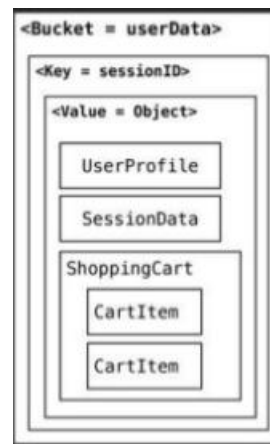 <Bucket = userData>
<Key = sessionID>
<Value = Object>
UserProfile
SessionData
ShoppingCart
CartItem
CartItem